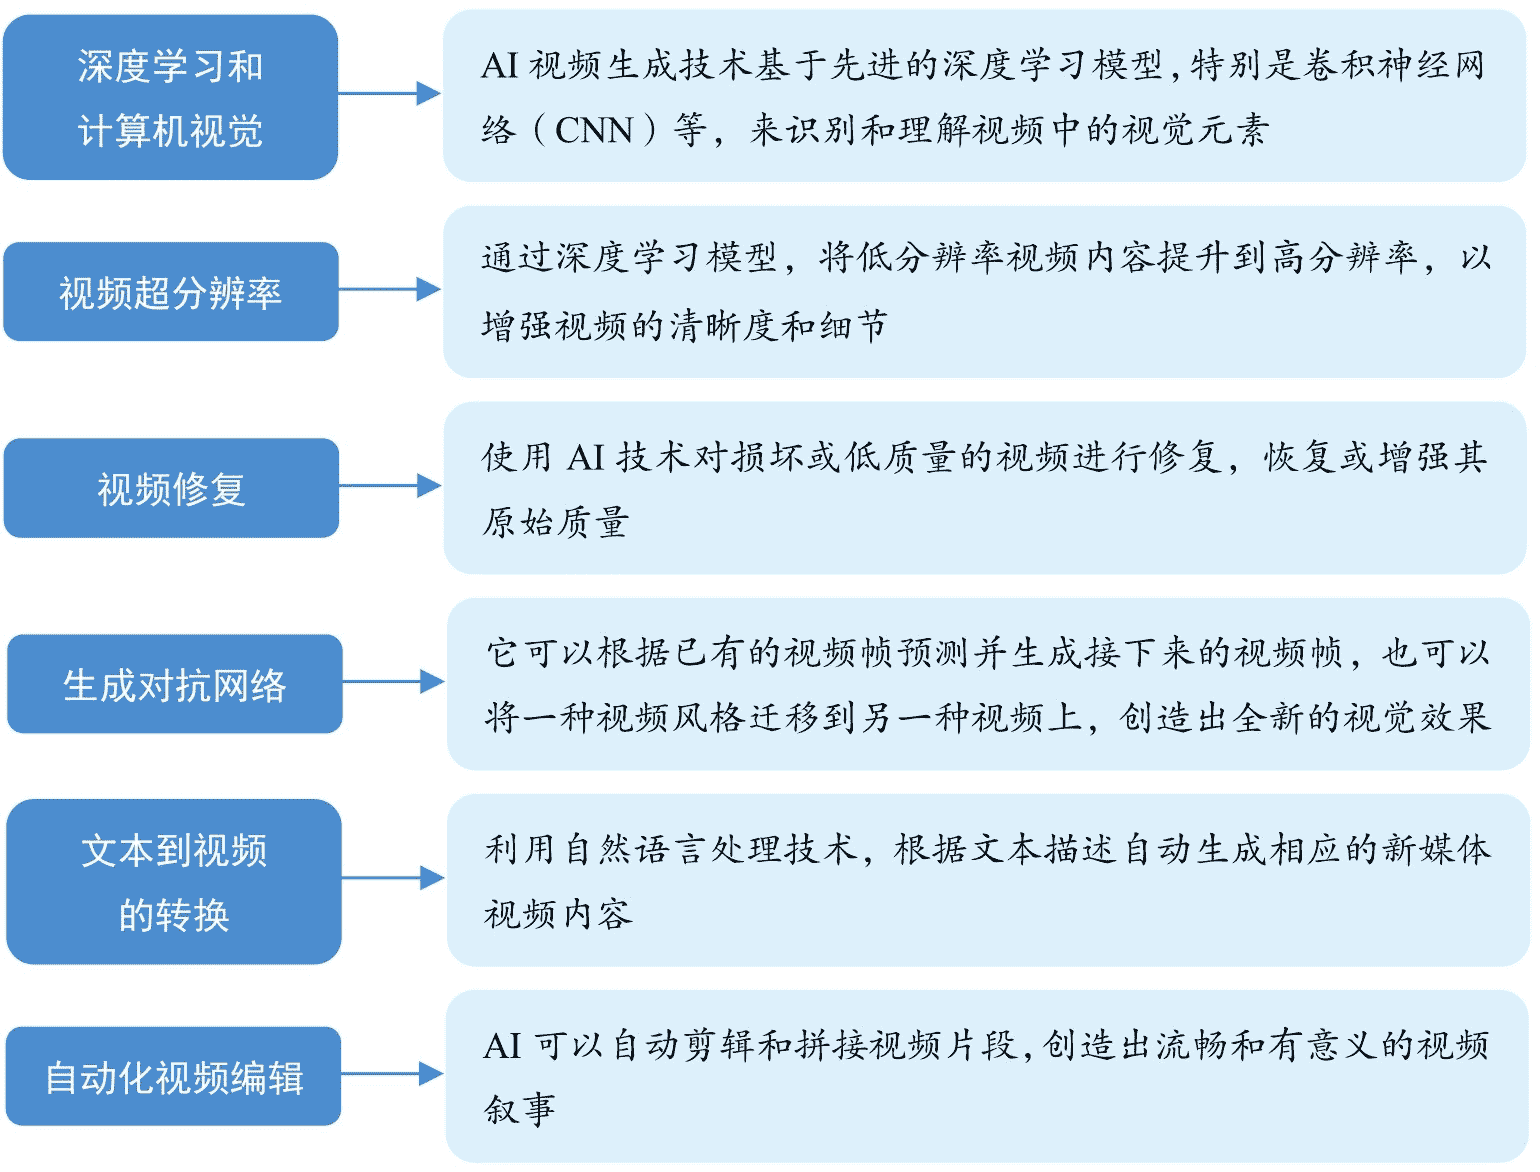 深度学习和
计算机视觉
AI 视频生成技术基于先进的深度学习模型，特别是卷积神经网
络（CNN）等，来识别和理解视频中的视觉元素
视频超分辨率
通过深度学习模型，将低分辨率视频内容提升到高分辨率，以
增强视频的清晰度和细节
视频修复
使用 AI 技术对损坏或低质量的视频进行修复，恢复或增强其
原始质量
生成对抗网络
它可以根据已有的视频帧预测并生成接下来的视频帧，也可以
将一种视频风格迁移到另一种视频上，创造出全新的视觉效果
文本到视频
的转换
利用自然语言处理技术，根据文本描述自动生成相应的新媒体
视频内容
自动化视频编辑
AI 可以自动剪辑和拼接视频片段，创造出流畅和有意义的视频
叙事